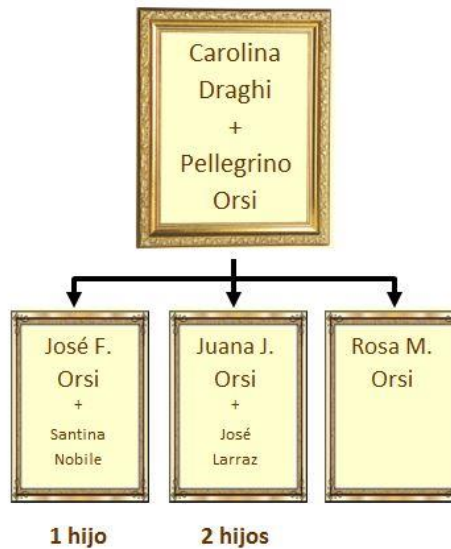 Carolina
Draghi
+
Pellegrino
Orsi
José F.
Orsi
+
Santina
Nobile
Juana J.
Orsi
+
José
Larraz
Rosa M.
Orsi
1 hijo
2 hijos